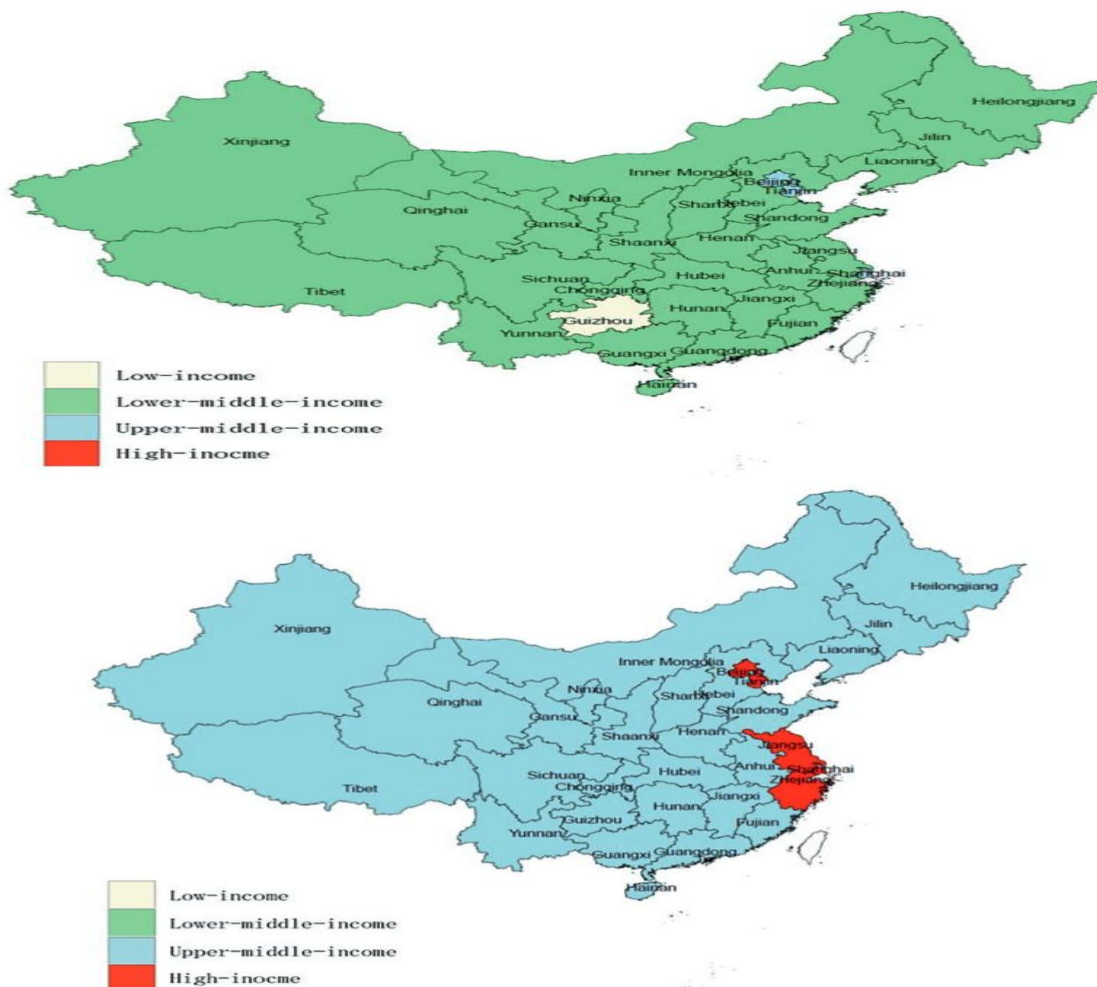 Heilongjiang
Xinjiang
Jilin
Liaoning
Inner Mongolia
Beijing
Tianjin
Ninxia
Shanxi
Hebei
Qinghai
Shandong
Gansu
Shaanxi
Henan
Jiangsu
Sichuan
Hubei
Anhui
Shanghai
Chongqing
Zhejiang
Tibet
Hunan
Jiangxi
Guizhou
Yunnan
Fujian
Guangxi
Guangdong
Hainan
Low-income
Lower-middle-income
Upper-middle-income
High-inocme
Heilongjiang
Xinjiang
Jilin
Liaoning
Inner Mongolia
Beijing
Tianjin
Ninxia
Shanxi
Hebei
Qinghai
Shandong
Gansu
Shaanxi
Henan
Jiangsu
Sichuan
Hubei
Anhui
Shanghai
Chongqing
Zhejiang
Tibet
Hunan
Jiangxi
Guizhou
Yunnan
Fujian
Guangxi
Guangdong
Hainan
Low-income
Lower-middle-income
Upper-middle-income
High-inocme